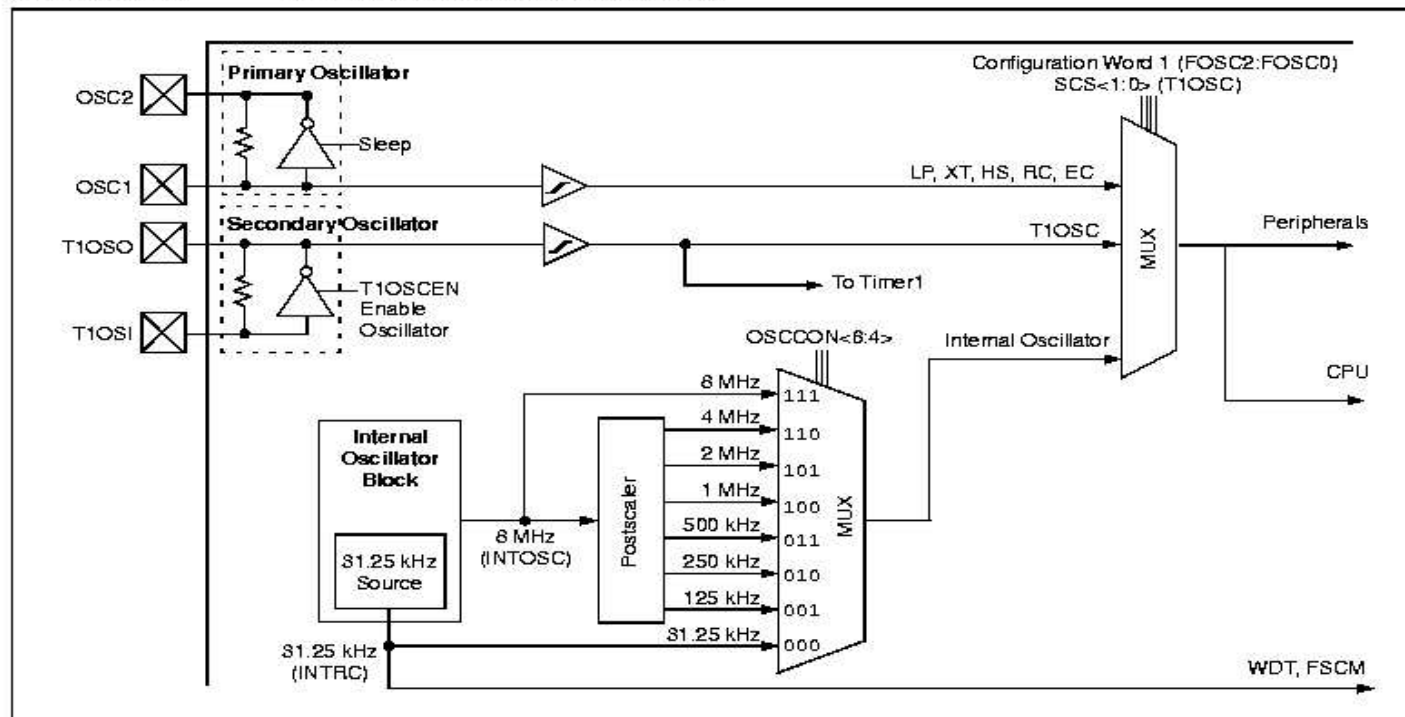 Primary Oscillator
OSC2
Sleep
OSC1
Secondary Oscillator
T1OSO
T1OSCEN
Enable
Oscillator
T1OSI
Configuration Word 1 (FOSC2:FOSC0)
SCS<1:0> (T1OSC)
LP, XT, HS, RC, EC
T1OSC
To Timer1
Internal Oscillator
MUX
Peripherals
CPU
OSCCON<6:4>
Internal
Oscillator
Block
31.25 kHz
Source
8 MHz
(INTOSC)
Postscaler
8 MHz
111
4 MHz
110
2 MHz
101
1 MHz
100
500 kHz
011
250 kHz
010
125 kHz
001
31.25 kHz
000
MUX
31.25 kHz
(INTRC)
WDT, FSCM